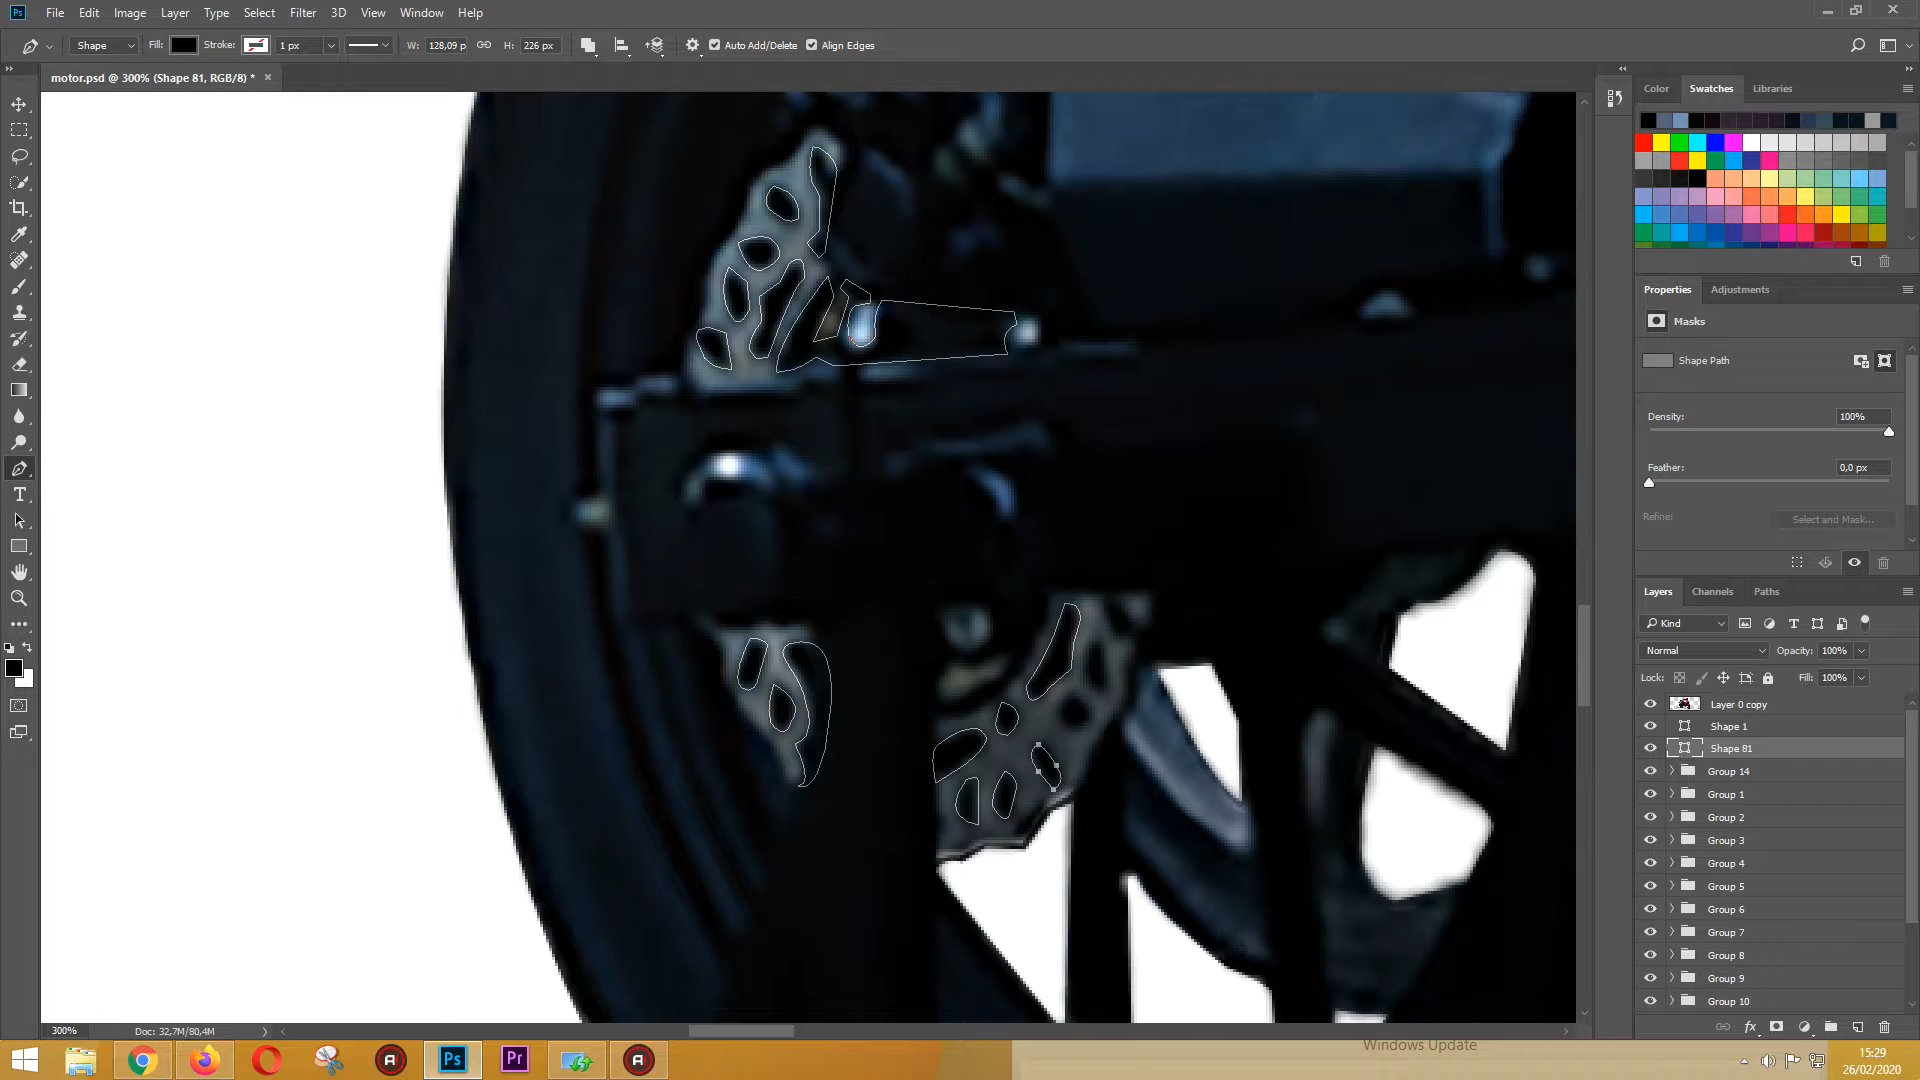 Ps File Edit Image Layer Type Select Filter 3D View Window Help
Shape Fill: Stroke: 1 px W: 128,09 p H: 226 px Auto Add/Delete Align Edges
motor.psd @ 300% (Shape 81, RGB/8) * ×
Color Swatches Libraries
Properties Adjustments
Masks
Shape Path
Density: 100%
Feather: 0,0 px
Refine: Select and Mask...
Layers Channels Paths
Kind
Normal Opacity: 100%
Lock: Fill: 100%
Layer 0 copy
Shape 1
Shape 81
Group 14
Group 1
Group 2
Group 3
Group 4
Group 5
Group 6
Group 7
Group 8
Group 9
Group 10
300% Doc: 32,7M/80,4M
Windows Update
Ps Pr
15:29
26/02/2020